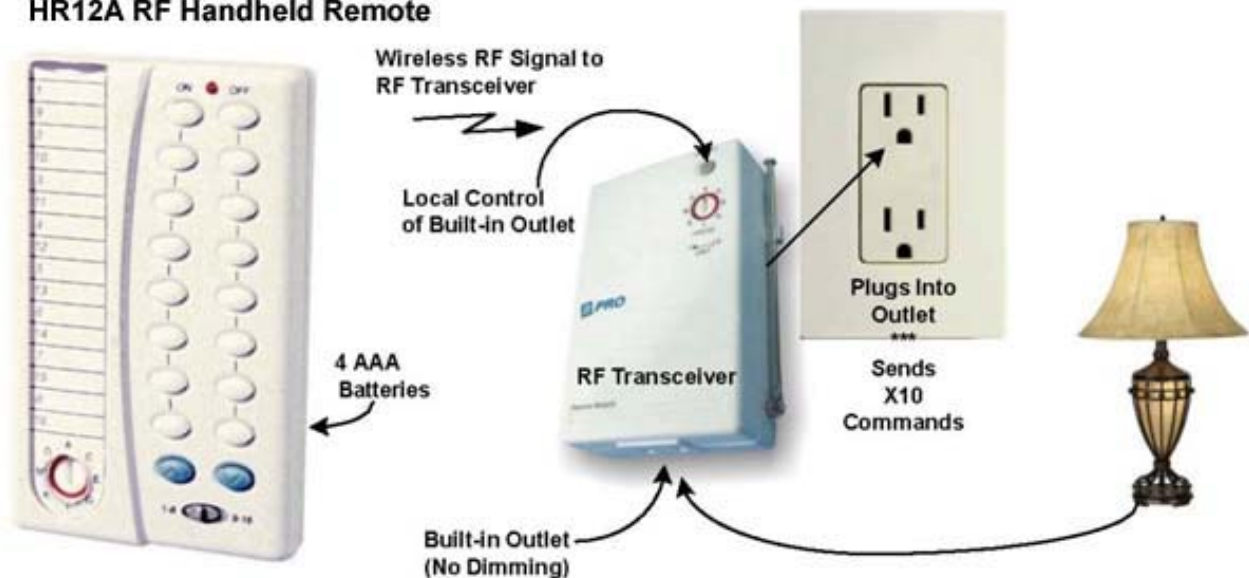 HR12A RF Handheld Remote
Wireless RF Signal to
RF Transceiver
ON OFF
Local Control
of Built-in Outlet
PRO
RF Transceiver
4 AAA
Batteries
Plugs Into
Outlet
***
Sends
X10
Commands
1-8 9-16
Built-in Outlet
(No Dimming)